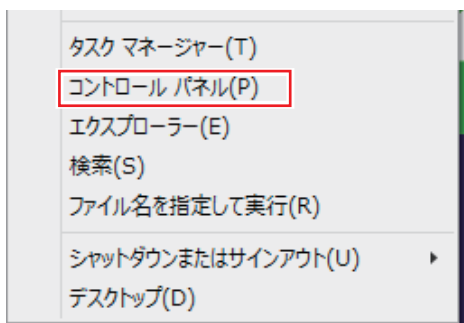 タスク マネージャー(T)
コントロール パネル(P)
エクスプローラー(E)
検索(S)
ファイル名を指定して実行(R)
シャットダウンまたはサインアウト(U)
デスクトップ(D)